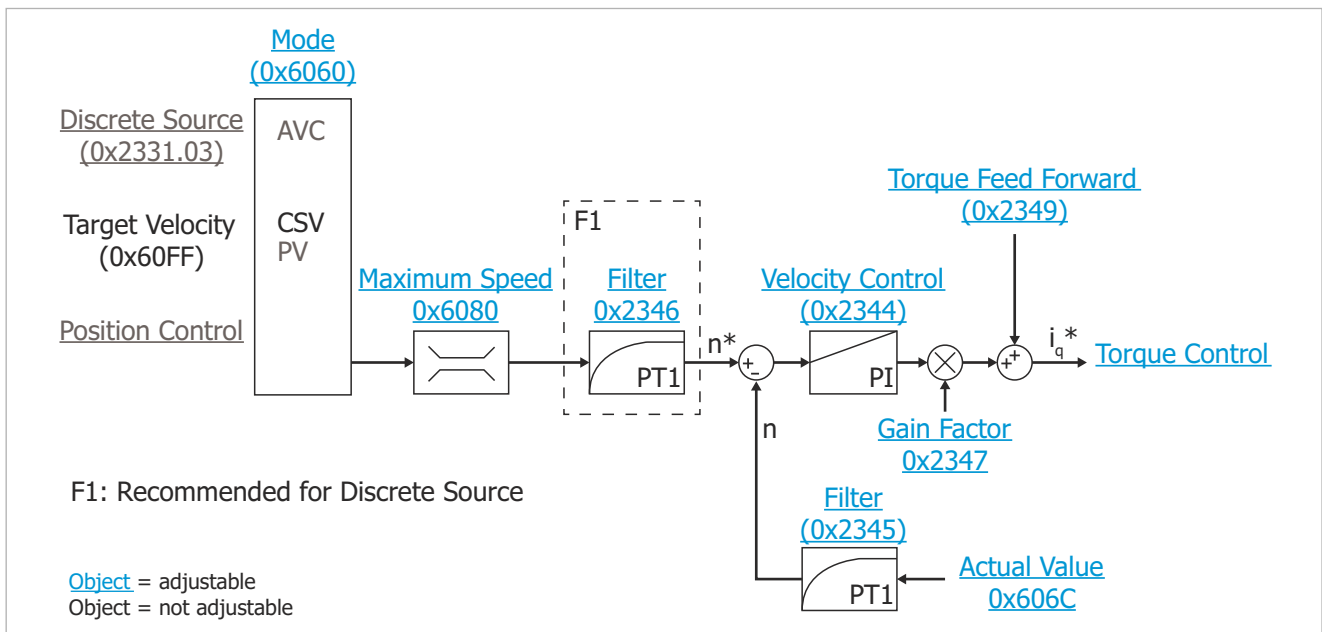 Mode
(0x6060)
Discrete Source
(0x2331.03)
AVC
Target Velocity
(0x60FF)
CSV
PV
Position Control
Maximum Speed
0x6080
F1
Filter
0x2346
PT1
n*
+
-
Velocity Control
(0x2344)
PI
Torque Feed Forward
(0x2349)
+
+
i_q*
Torque Control
Gain Factor
0x2347
n
F1: Recommended for Discrete Source
Filter
(0x2345)
PT1
Actual Value
0x606C
Object = adjustable
Object = not adjustable